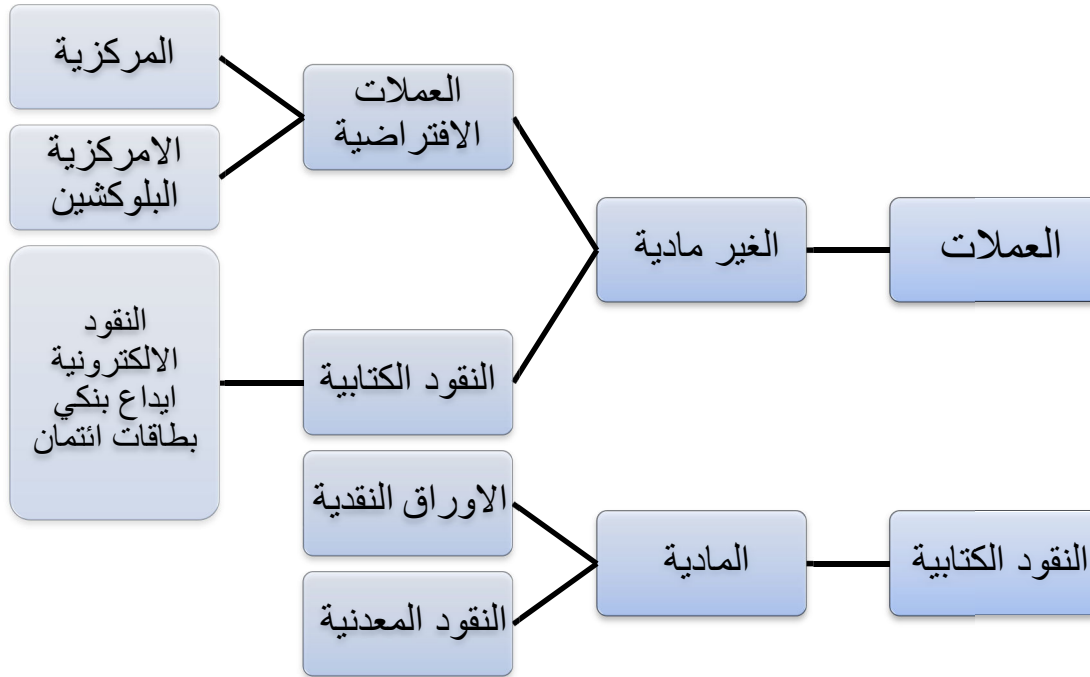 العملات
الغير مادية
العملات
الافتراضية
المركزية
الامركزية
البلوكشين
النقود الكتابية
النقود
الالكترونية
ايداع بنكي
بطاقات ائتمان
النقود الكتابية
المادية
الاوراق النقدية
النقود المعدنية